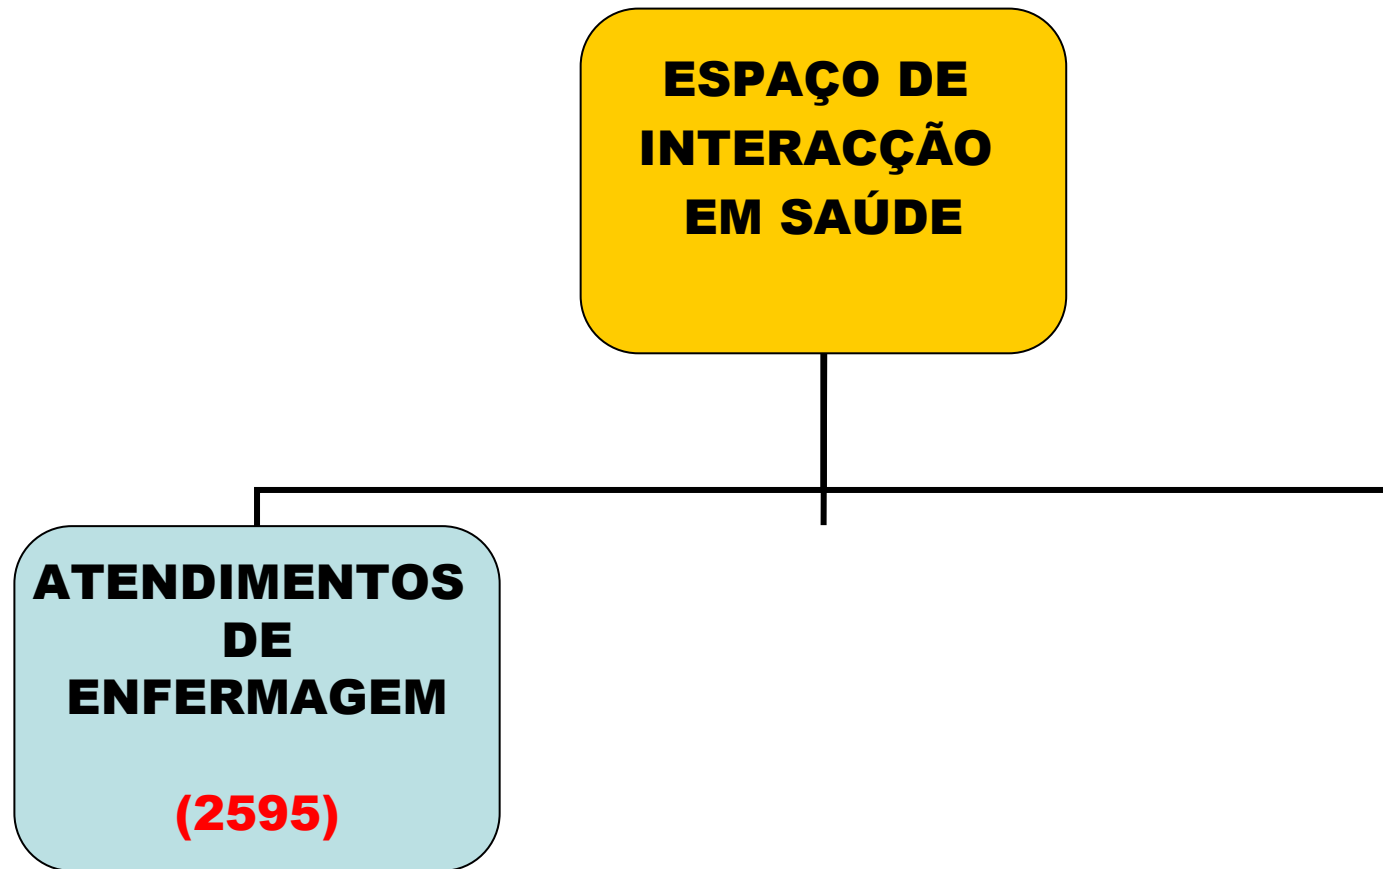 ESPAÇO DE
INTERACÇÃO
EM SAÚDE
ATENDIMENTOS
DE
ENFERMAGEM
(2595)